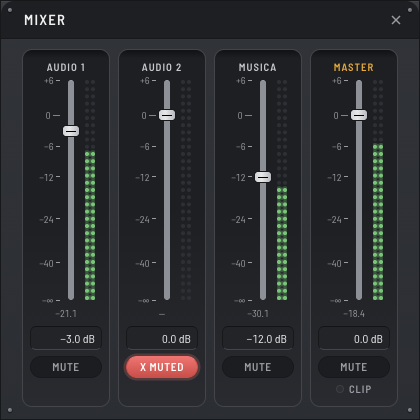 MIXER ×
AUDIO 1 AUDIO 2 MUSICA MASTER
+6 +6 +6 +6
0 0 0 0
−6 −6 −6 −6
−12 −12 −12 −12
−24 −24 −24 −24
−40 −40 −40 −40
−∞ −∞ −∞ −∞
−21.1 — −30.1 −18.4
−3.0 dB 0.0 dB −12.0 dB 0.0 dB
MUTE X MUTED MUTE MUTE
CLIP